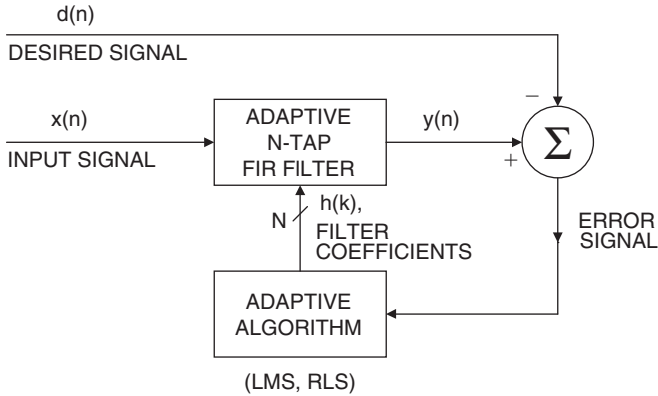 d(n)
DESIRED SIGNAL
−
x(n)
INPUT SIGNAL
ADAPTIVE
N-TAP
FIR FILTER
y(n)
+
Σ
N
h(k),
FILTER
COEFFICIENTS
ERROR
SIGNAL
ADAPTIVE
ALGORITHM
(LMS, RLS)